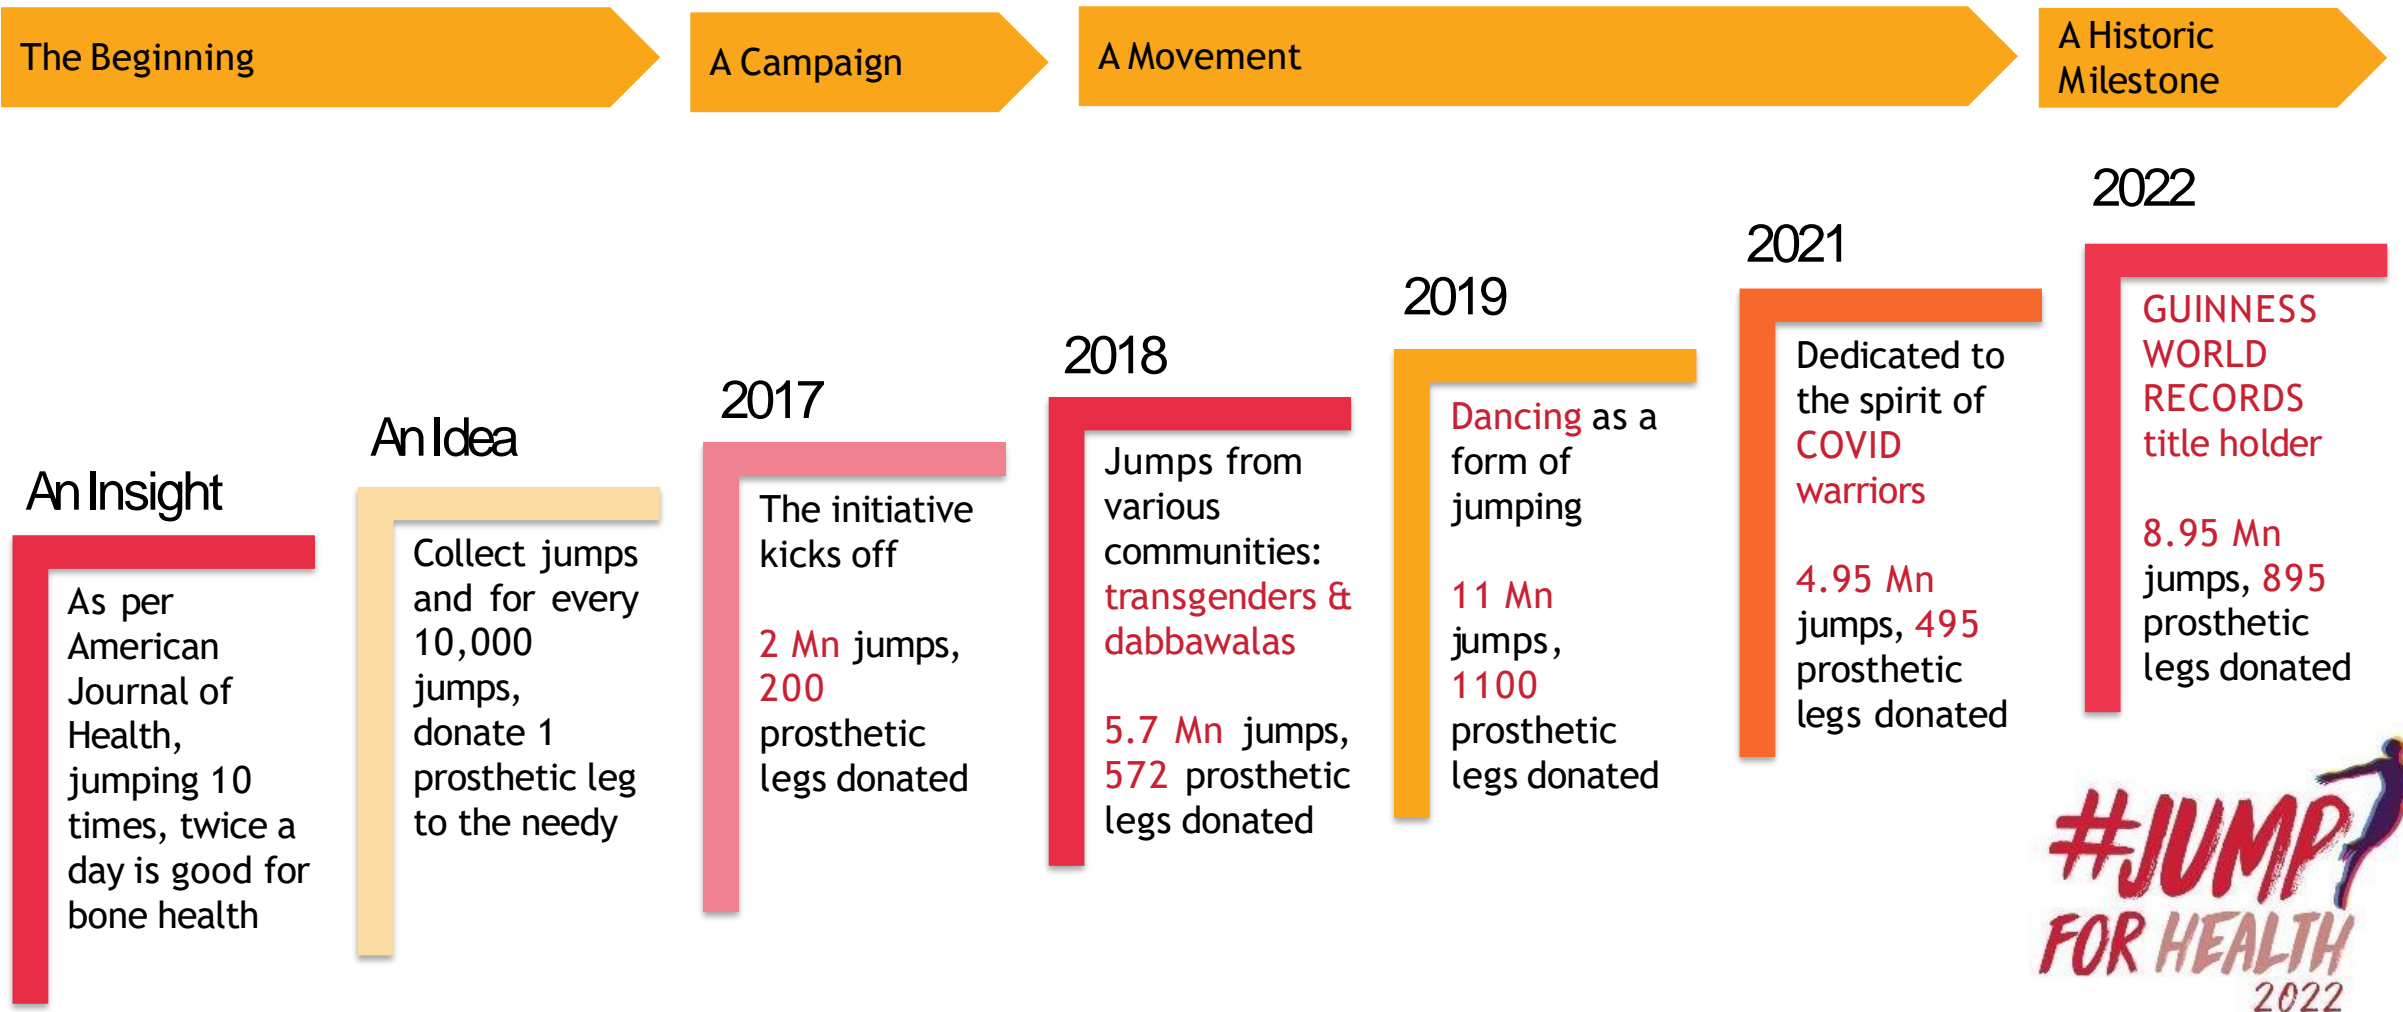 The Beginning
A Campaign
A Movement
A Historic
Milestone
An Insight
As per
American
Journal of
Health,
jumping 10
times, twice a
day is good for
bone health
An Idea
Collect jumps
and for every
10,000
jumps,
donate 1
prosthetic leg
to the needy
2017
The initiative
kicks off
2 Mn jumps,
200
prosthetic
legs donated
2018
Jumps from
various
communities:
transgenders &
dabbawalas
5.7 Mn jumps,
572 prosthetic
legs donated
2019
Dancing as a
form of
jumping
11 Mn
jumps,
1100
prosthetic
legs donated
2021
Dedicated to
the spirit of
COVID
warriors
4.95 Mn
jumps, 495
prosthetic
legs donated
2022
GUINNESS
WORLD
RECORDS
title holder
8.95 Mn
jumps, 895
prosthetic
legs donated
#JUMP
FOR HEALTH
2022